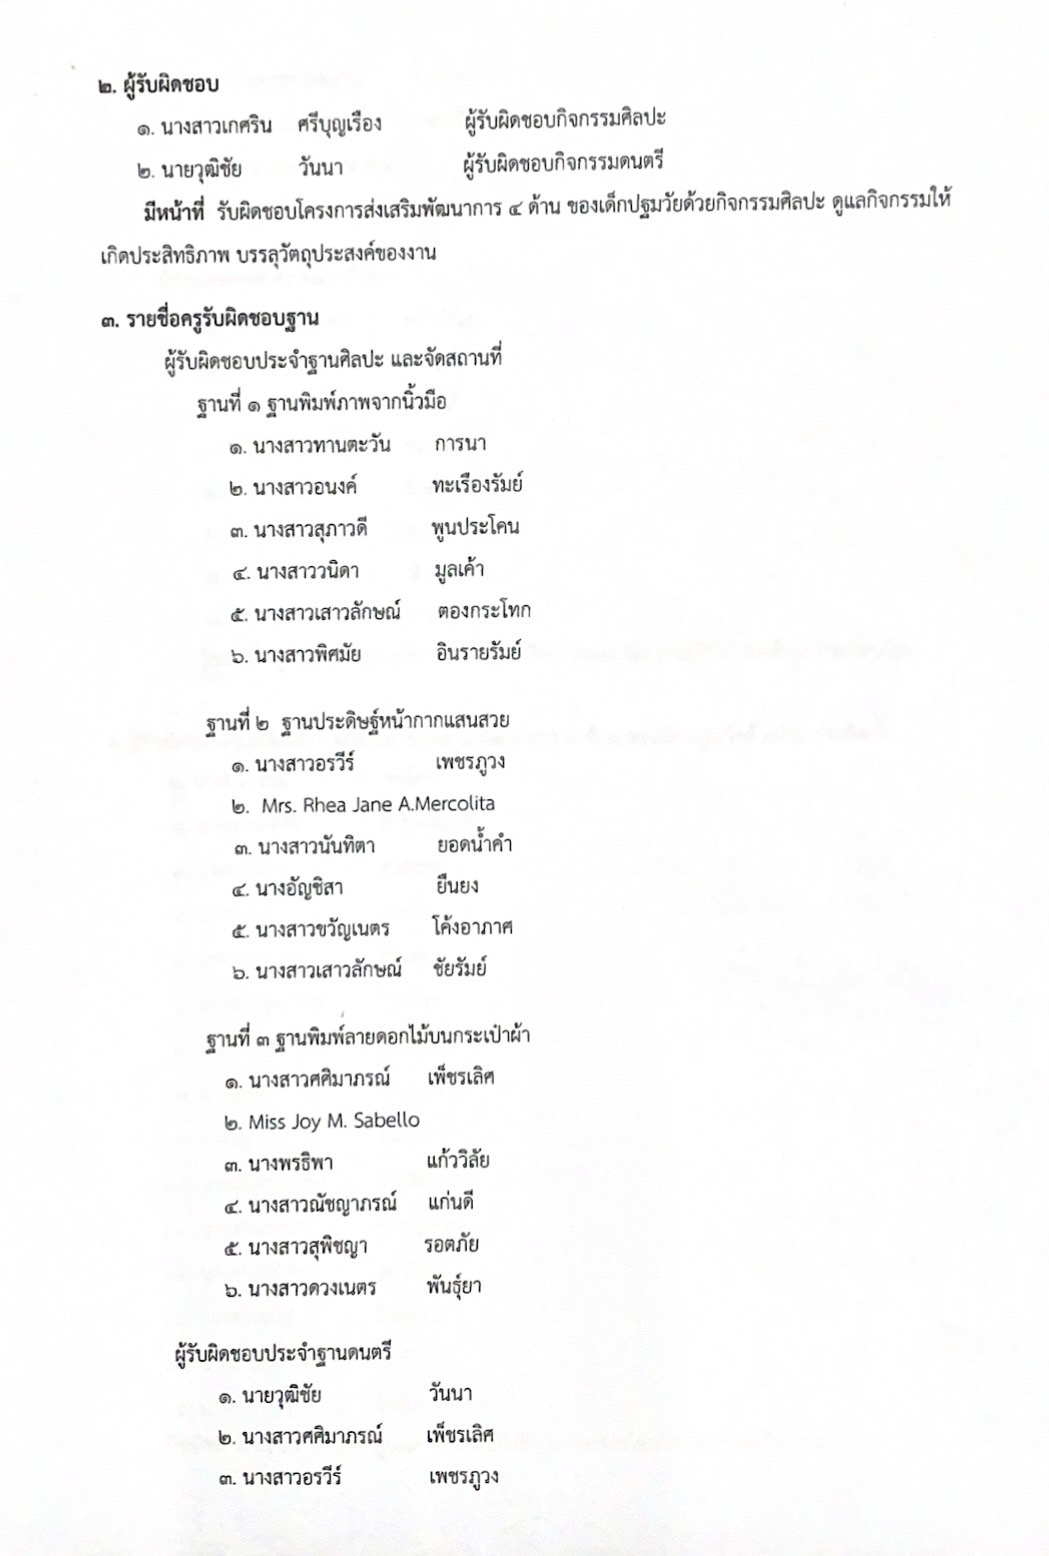 ๒. ผู้รับผิดชอบ
๑. นางสาวเกศริน ศรีบุญเรือง ผู้รับผิดชอบกิจกรรมศิลปะ
๒. นายวุฒิชัย วันนา ผู้รับผิดชอบกิจกรรมดนตรี
มีหน้าที่ รับผิดชอบโครงการส่งเสริมพัฒนาการ ๔ ด้าน ของเด็กปฐมวัยด้วยกิจกรรมศิลปะ ดูแลกิจกรรมให้
เกิดประสิทธิภาพ บรรลุวัตถุประสงค์ของงาน
๓. รายชื่อครูรับผิดชอบฐาน
ผู้รับผิดชอบประจำฐานศิลปะ และจัดสถานที่
ฐานที่ ๑ ฐานพิมพ์ภาพจากนิ้วมือ
๑. นางสาวทานตะวัน การนา
๒. นางสาวอนงค์ ทะเรืองรัมย์
๓. นางสาวสุภาวดี พูนประโคน
๔. นางสาววนิดา มูลเค้า
๕. นางสาวเสาวลักษณ์ ตองกระโทก
๖. นางสาวพิศมัย อินรายรัมย์
ฐานที่ ๒ ฐานประดิษฐ์หน้ากากแสนสวย
๑. นางสาวอรวีร์ เพชรภูวง
๒. Mrs. Rhea Jane A.Mercolita
๓. นางสาวนันทิตา ยอดน้ำคำ
๔. นางอัญชิสา ยืนยง
๕. นางสาวขวัญเนตร โค้งอาภาศ
๖. นางสาวเสาวลักษณ์ ชัยรัมย์
ฐานที่ ๓ ฐานพิมพ์ลายดอกไม้บนกระเป๋าผ้า
๑. นางสาวศศิมาภรณ์ เพ็ชรเลิศ
๒. Miss Joy M. Sabello
๓. นางพรธิพา แก้ววิลัย
๔. นางสาวณัชญาภรณ์ แก่นดี
๕. นางสาวสุพิชญา รอตภัย
๖. นางสาวดวงเนตร พันธุ์ยา
ผู้รับผิดชอบประจำฐานดนตรี
๑. นายวุฒิชัย วันนา
๒. นางสาวศศิมาภรณ์ เพ็ชรเลิศ
๓. นางสาวอรวีร์ เพชรภูวง